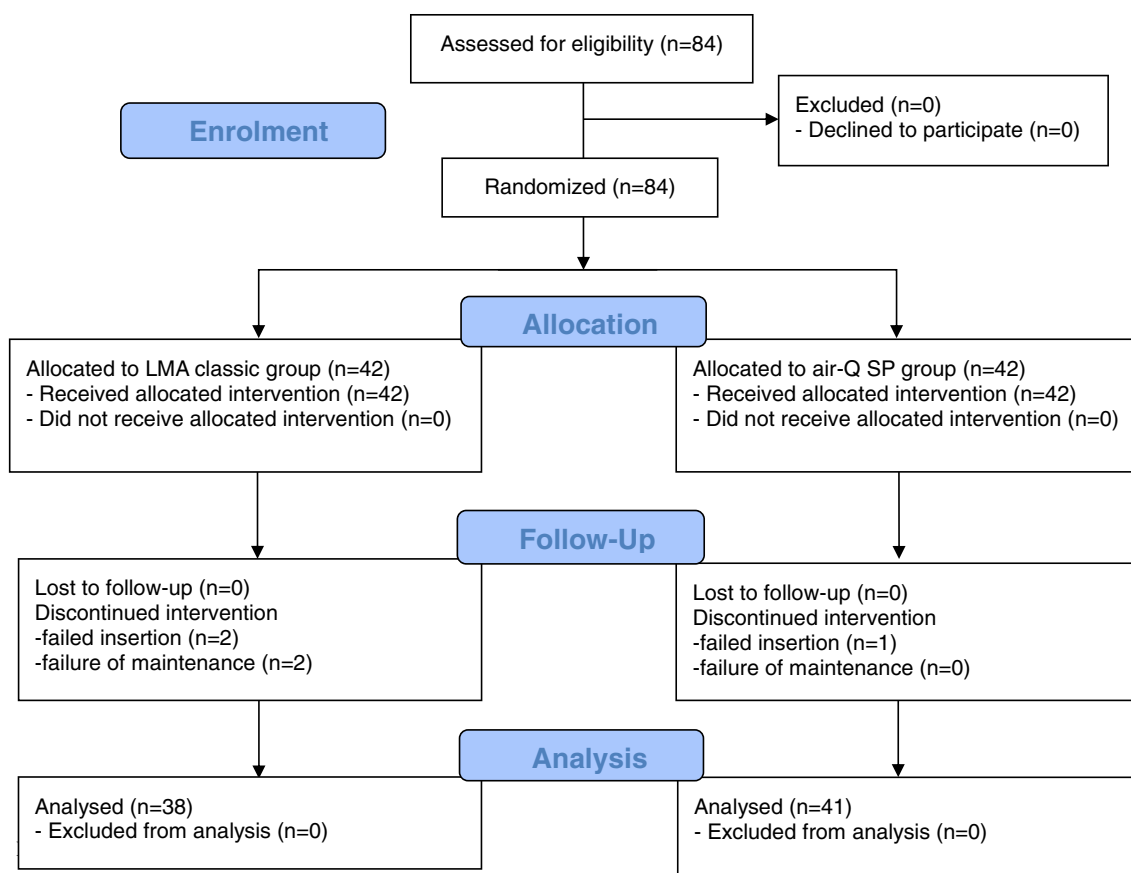 Assessed for eligibility (n=84)
Excluded (n=0)
- Declined to participate (n=0)
Enrolment
Randomized (n=84)
Allocation
Allocated to LMA classic group (n=42)
- Received allocated intervention (n=42)
- Did not receive allocated intervention (n=0)
Allocated to air-Q SP group (n=42)
- Received allocated intervention (n=42)
- Did not receive allocated intervention (n=0)
Follow-Up
Lost to follow-up (n=0)
Discontinued intervention
-failed insertion (n=2)
-failure of maintenance (n=2)
Lost to follow-up (n=0)
Discontinued intervention
-failed insertion (n=1)
-failure of maintenance (n=0)
Analysis
Analysed (n=38)
- Excluded from analysis (n=0)
Analysed (n=41)
- Excluded from analysis (n=0)